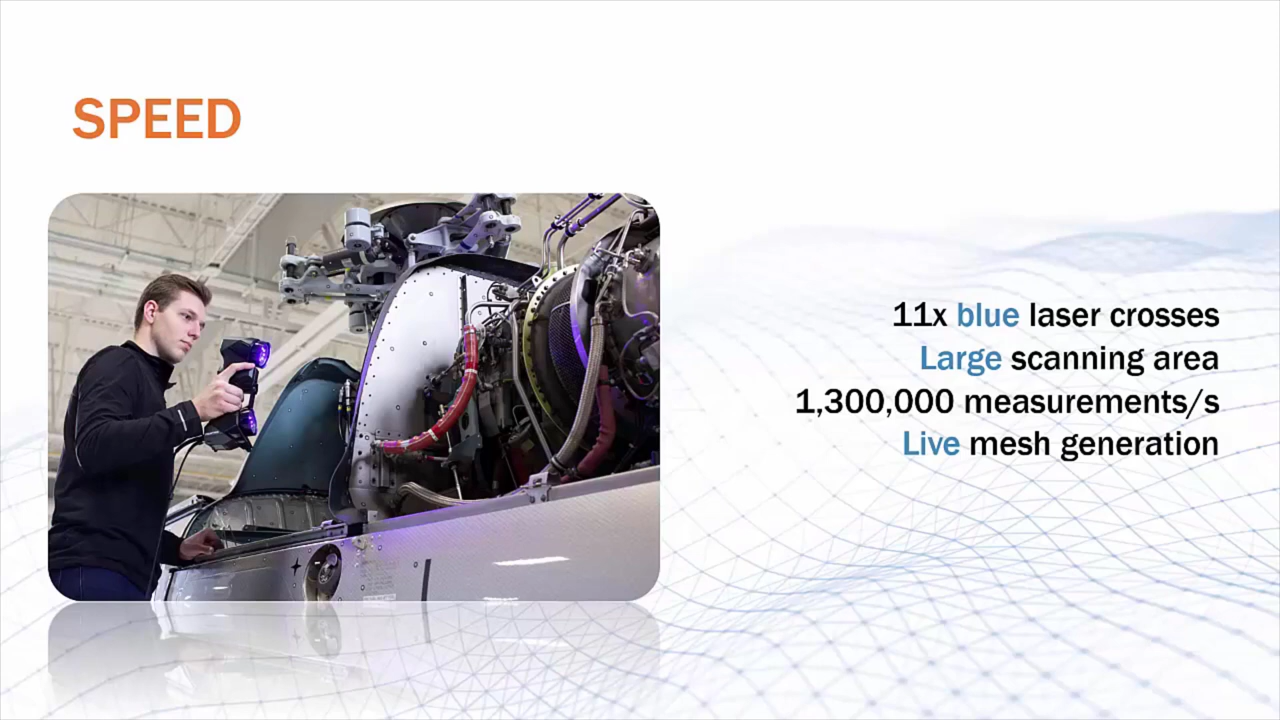 SPEED
11x blue laser crosses
Large scanning area
1,300,000 measurements/s
Live mesh generation